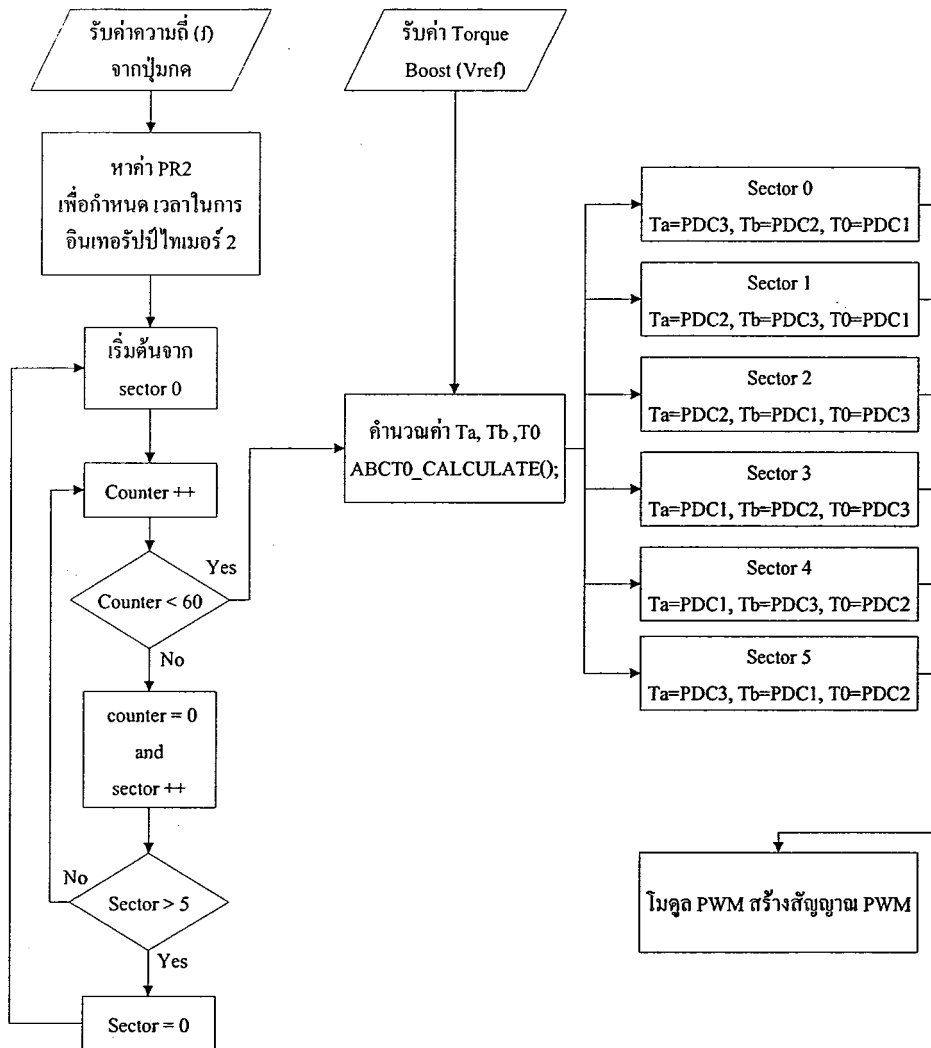 รับค่าความถี่ (f)
จากปุ่มกด
หาค่า PR2
เพื่อกำหนด เวลาในการ
อินเทอรัปป์ ไทเมอร์ 2
เริ่มต้นจาก
sector 0
Counter ++
Counter < 60
Yes
No
counter = 0
and
sector ++
Sector > 5
No
Yes
Sector = 0
รับค่า Torque
Boost (Vref)
คำนวณค่า Ta, Tb ,T0
ABCT0_CALCULATE();
Sector 0
Ta=PDC3, Tb=PDC2, T0=PDC1
Sector 1
Ta=PDC2, Tb=PDC3, T0=PDC1
Sector 2
Ta=PDC2, Tb=PDC1, T0=PDC3
Sector 3
Ta=PDC1, Tb=PDC2, T0=PDC3
Sector 4
Ta=PDC1, Tb=PDC3, T0=PDC2
Sector 5
Ta=PDC3, Tb=PDC1, T0=PDC2
โมดูล PWM สร้างสัญญาณ PWM